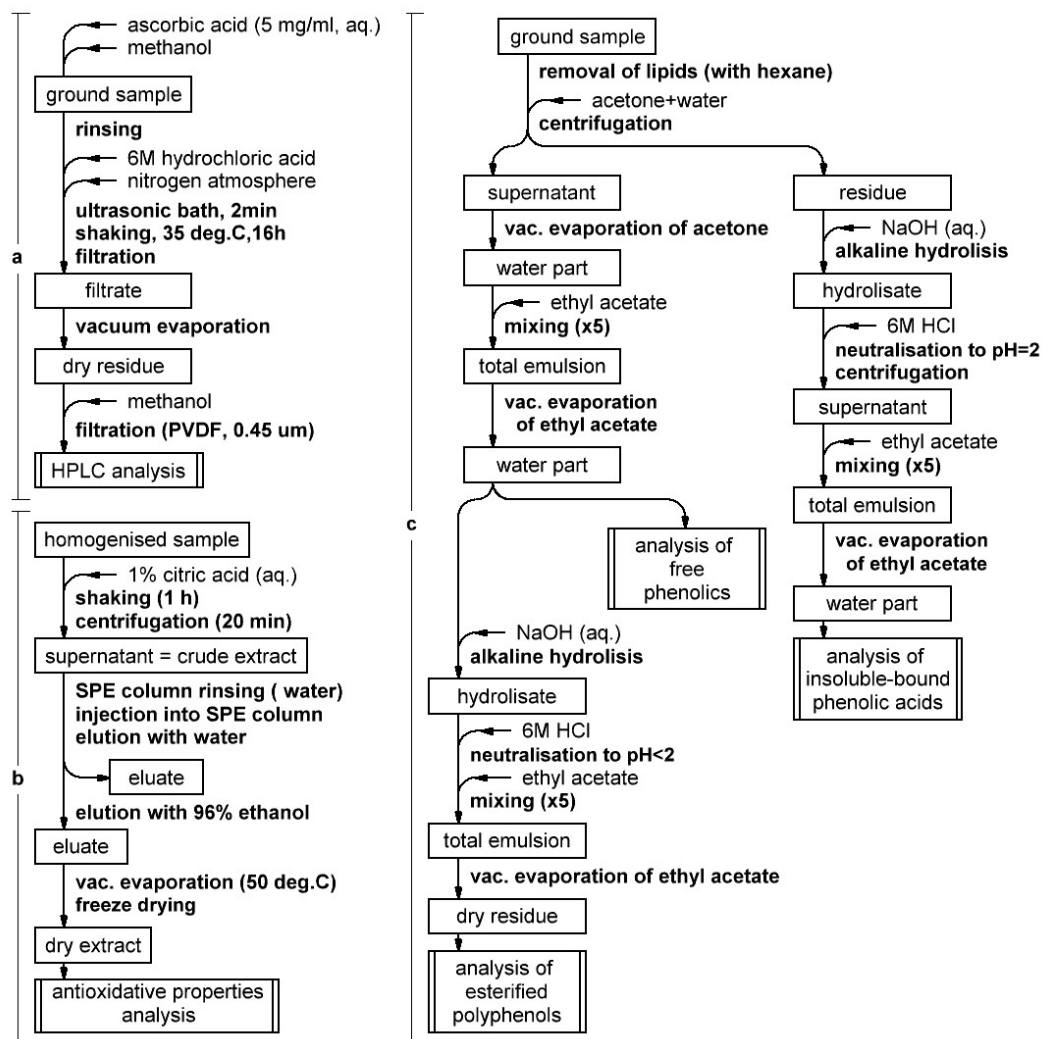 a
ascorbic acid (5 mg/ml, aq.)
methanol
ground sample
rinsing
6M hydrochloric acid
nitrogen atmosphere
ultrasonic bath, 2min
shaking, 35 deg.C,16h
filtration
filtrate
vacuum evaporation
dry residue
methanol
filtration (PVDF, 0.45 um)
HPLC analysis
b
homogenised sample
1% citric acid (aq.)
shaking (1 h)
centrifugation (20 min)
supernatant = crude extract
SPE column rinsing ( water)
injection into SPE column
elution with water
eluate
elution with 96% ethanol
eluate
vac. evaporation (50 deg.C)
freeze drying
dry extract
antioxidative properties
analysis
c
ground sample
removal of lipids (with hexane)
acetone+water
centrifugation
supernatant
vac. evaporation of acetone
water part
ethyl acetate
mixing (x5)
total emulsion
vac. evaporation
of ethyl acetate
water part
analysis of
free
phenolics
NaOH (aq.)
alkaline hydrolisis
hydrolisate
6M HCl
neutralisation to pH<2
ethyl acetate
mixing (x5)
total emulsion
vac. evaporation of ethyl acetate
dry residue
analysis of
esterified
polyphenols
residue
NaOH (aq.)
alkaline hydrolisis
hydrolisate
6M HCl
neutralisation to pH=2
centrifugation
supernatant
ethyl acetate
mixing (x5)
total emulsion
vac. evaporation
of ethyl acetate
water part
analysis of
insoluble-bound
phenolic acids